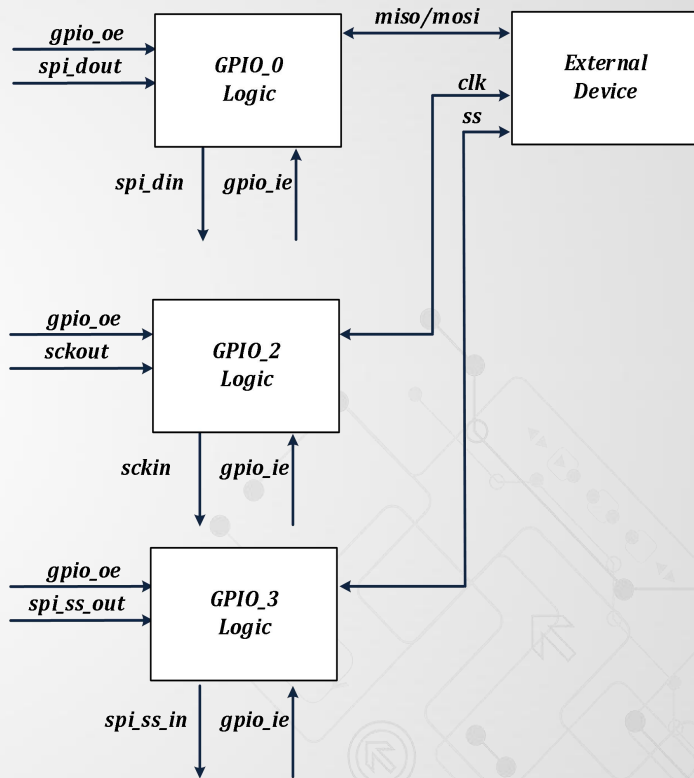 gpio_oe
spi_dout
GPIO_0
Logic
miso/mosi
External
Device
clk
ss
spi_din
gpio_ie
gpio_oe
sckout
GPIO_2
Logic
sckin
gpio_ie
gpio_oe
spi_ss_out
GPIO_3
Logic
spi_ss_in
gpio_ie